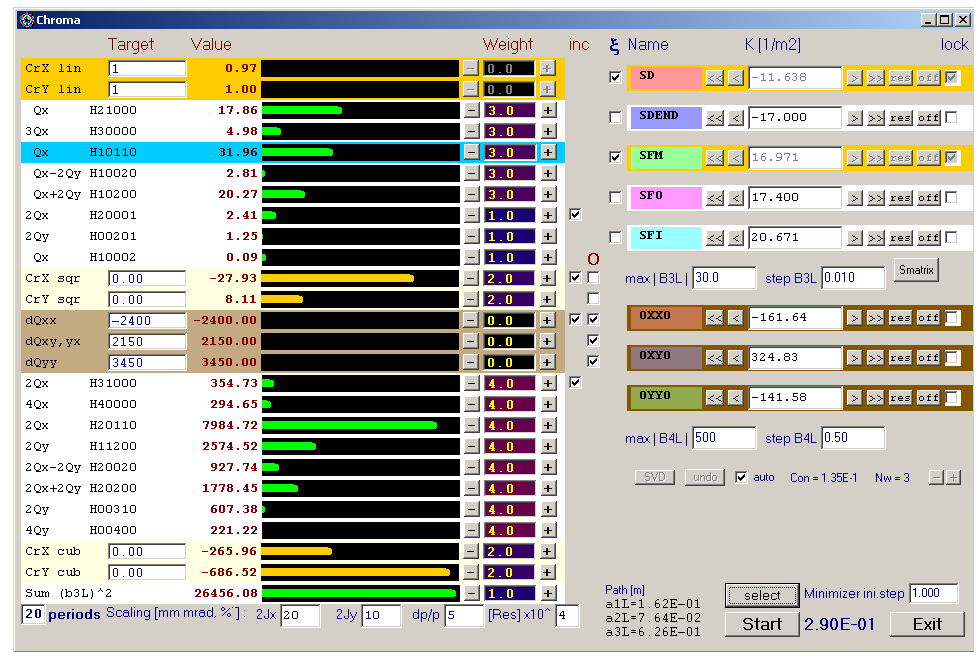 Chroma
Target Value Weight inc ξ Name K [1/m2] lock
CrX lin 1 0.97 − 0.0 +
CrY lin 1 1.00 − 0.0 +
Qx H21000 17.86 − 3.0 +
3Qx H30000 4.98 − 3.0 +
Qx H10110 31.96 − 3.0 +
Qx-2Qy H10020 2.81 − 3.0 +
Qx+2Qy H10200 20.27 − 3.0 +
2Qx H20001 2.41 − 1.0 +
2Qy H00201 1.25 − 1.0 +
Qx H10002 0.09 − 1.0 +
O
CrX sqr 0.00 -27.93 − 2.0 +
CrY sqr 0.00 8.11 − 2.0 +
dQxx -2400 -2400.00 − 0.0 +
dQxy,yx 2150 2150.00 − 0.0 +
dQyy 3450 3450.00 − 0.0 +
2Qx H31000 354.73 − 4.0 +
4Qx H40000 294.65 − 4.0 +
2Qx H20110 7984.72 − 4.0 +
2Qy H11200 2574.52 − 4.0 +
2Qx-2Qy H20020 927.74 − 4.0 +
2Qx+2Qy H20200 1778.45 − 4.0 +
2Qy H00310 607.38 − 4.0 +
4Qy H00400 221.22 − 4.0 +
CrX cub 0.00 -265.96 − 2.0 +
CrY cub 0.00 -686.52 − 2.0 +
Sum (b3L)^2 26456.08 − 1.0 +
20 periods Scaling [mm mrad, %]: 2Jx 20 2Jy 10 dp/p 5 [Res] x10^ 4
SD << < -11.638 > >> res off
SDEND << < -17.000 > >> res off
SFM << < 16.971 > >> res off
SFO << < 17.400 > >> res off
SFI << < 20.671 > >> res off
max | B3L | 30.0 step B3L 0.010 Smatrix
OXXO << < -161.64 > >> res off
OXYO << < 324.83 > >> res off
OYYO << < -141.58 > >> res off
max | B4L | 500 step B4L 0.50
SVD undo auto Con = 1.35E-1 Nw = 3 − +
Path [m]
a1L=1.62E-01
a2L=7.64E-02
a3L=6.26E-01
select Minimizer ini.step 1.000
Start 2.90E-01 Exit